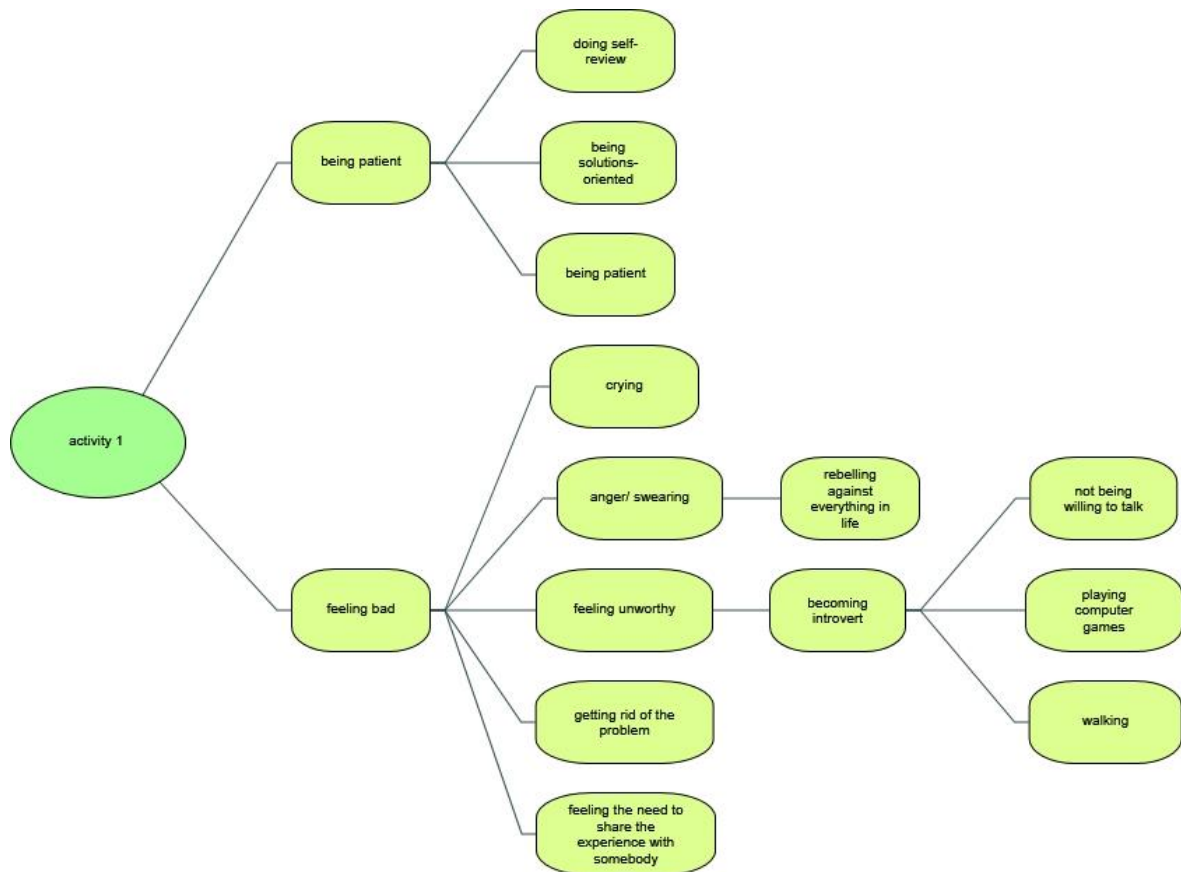 doing self-
review
being patient
being
solutions-
oriented
being patient
crying
activity 1
anger/ swearing
rebelling
against
everything in
life
not being
willing to talk
feeling bad
feeling unworthy
becoming
introvert
playing
computer
games
getting rid of the
problem
walking
feeling the need to
share the
experience with
somebody